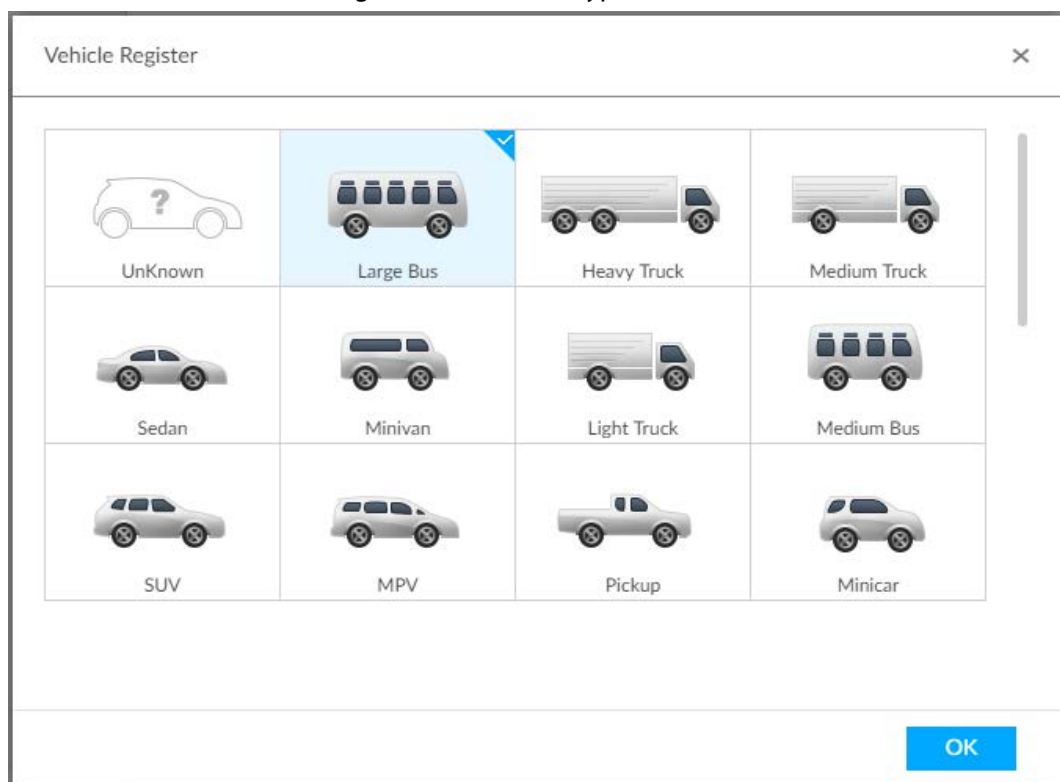 Vehicle Register
?
UnKnown
Large Bus
Heavy Truck
Medium Truck
Sedan
Minivan
Light Truck
Medium Bus
SUV
MPV
Pickup
Minicar
OK